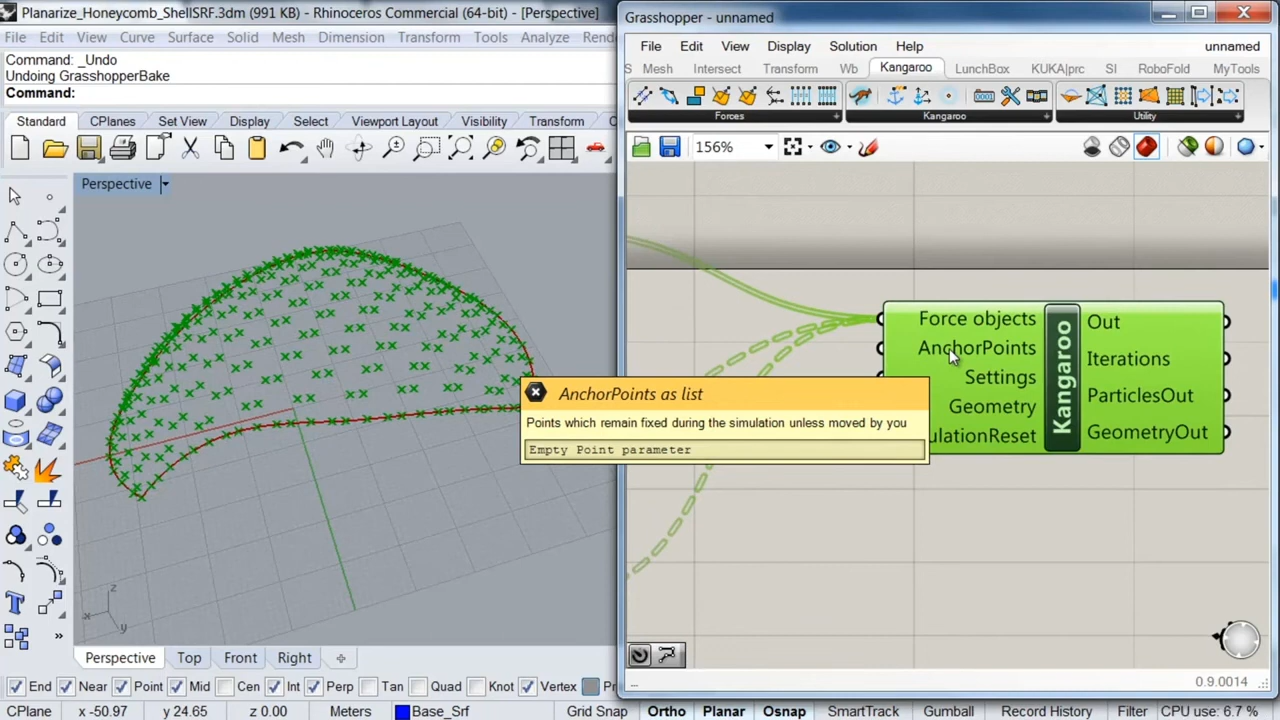 Planarize_Honeycomb_ShellSRF.3dm (991 KB) - Rhinoceros Commercial (64-bit) - [Perspective]
File Edit View Curve Surface Solid Mesh Dimension Transform Tools Analyze
Command: _Undo
Undoing GrasshopperBake
Command:
Standard CPlanes Set View Display Select Viewport Layout Visibility Transform
Perspective
z
x
y
Perspective Top Front Right
End Near Point Mid Cen Int Perp Tan Quad Knot Vertex
CPlane x -50.97 y 24.65 z 0.00 Meters Base_Srf Grid Snap Ortho Planar Osnap SmartTrack Gumball Record History Filter CPU use: 6.7 %
Grasshopper - unnamed
File Edit View Display Solution Help unnamed
S Mesh Intersect Transform Wb Kangaroo LunchBox KUKA|prc SI RoboFold MyTools
Forces Kangaroo Utility
156%
Force objects
AnchorPoints
Settings
Geometry
ulationReset
Kangaroo
Out
Iterations
ParticlesOut
GeometryOut
AnchorPoints as list
Points which remain fixed during the simulation unless moved by you
Empty Point parameter
0.9.0014